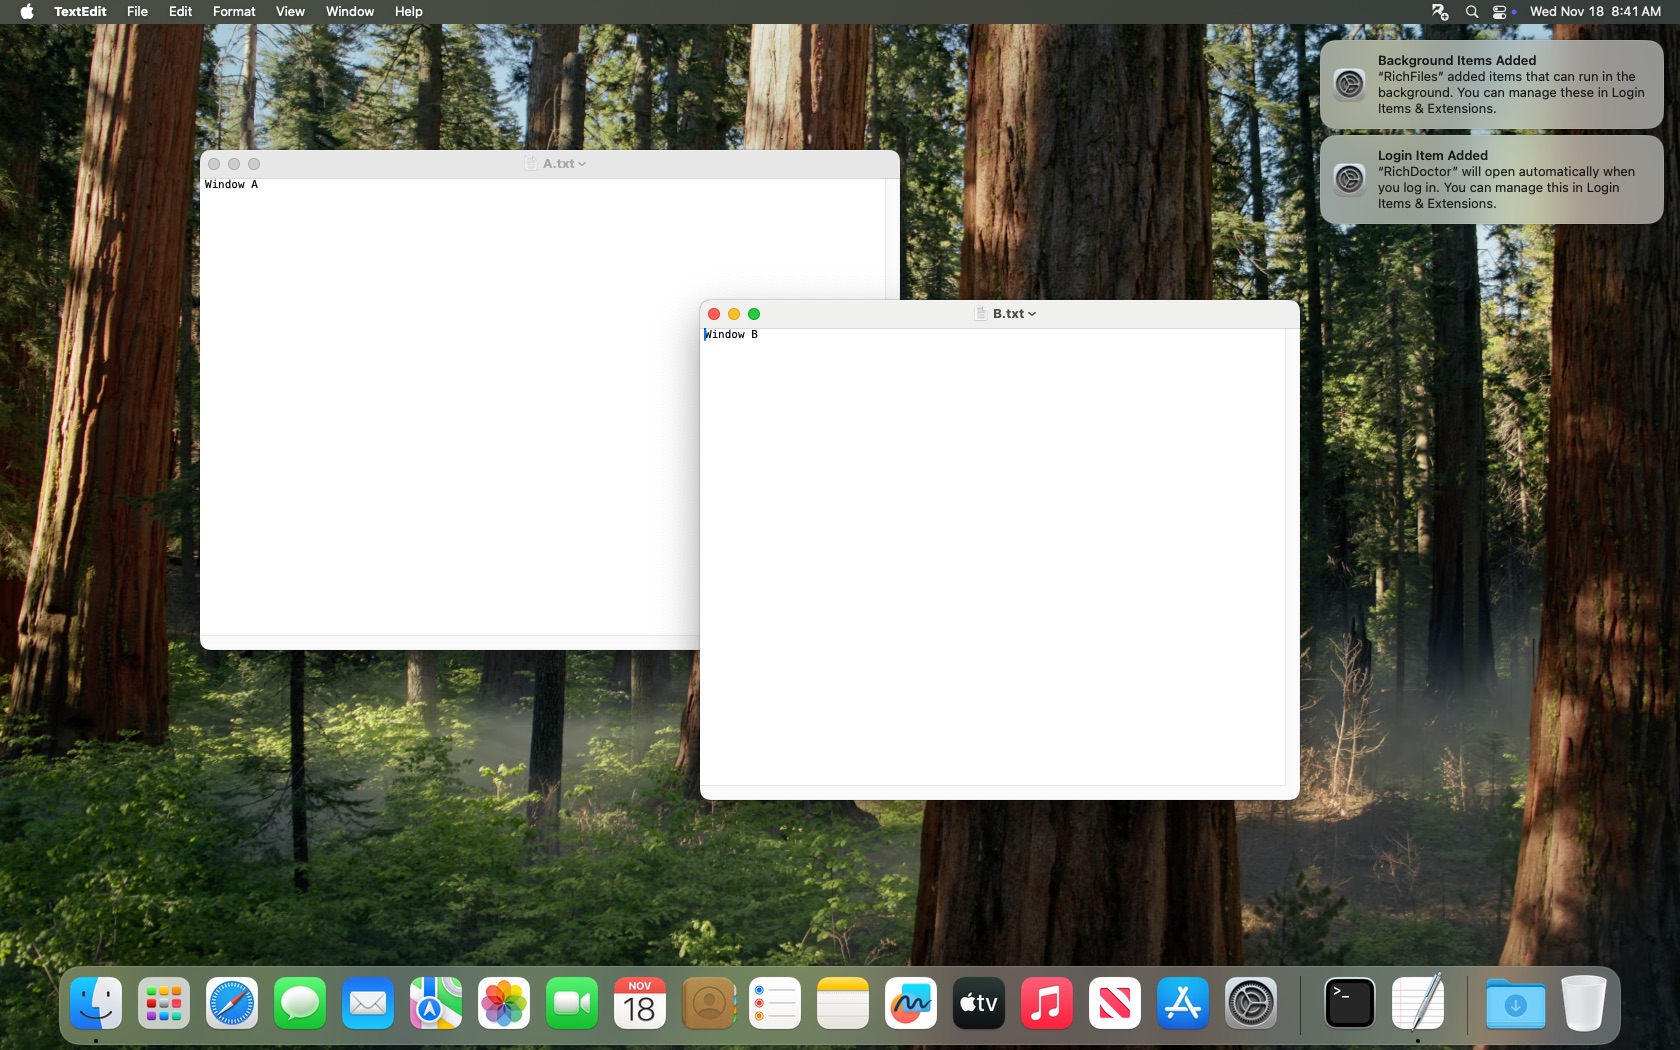 TextEdit File Edit Format View Window Help
Wed Nov 18 8:41 AM
Background Items Added
“RichFiles” added items that can run in the
background. You can manage these in Login
Items & Extensions.
Login Item Added
“RichDoctor” will open automatically when
you log in. You can manage this in Login
Items & Extensions.
A.txt
Window A
B.txt
Window B
NOV
18
tv
>_